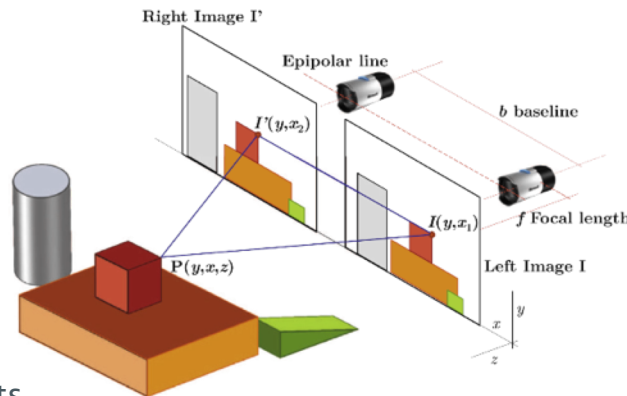 Right Image I'
Epipolar line
b baseline
I'(y,x₂)
I(y,x₁)
f Focal length
P(y,x,z)
Left Image I
y
x
z